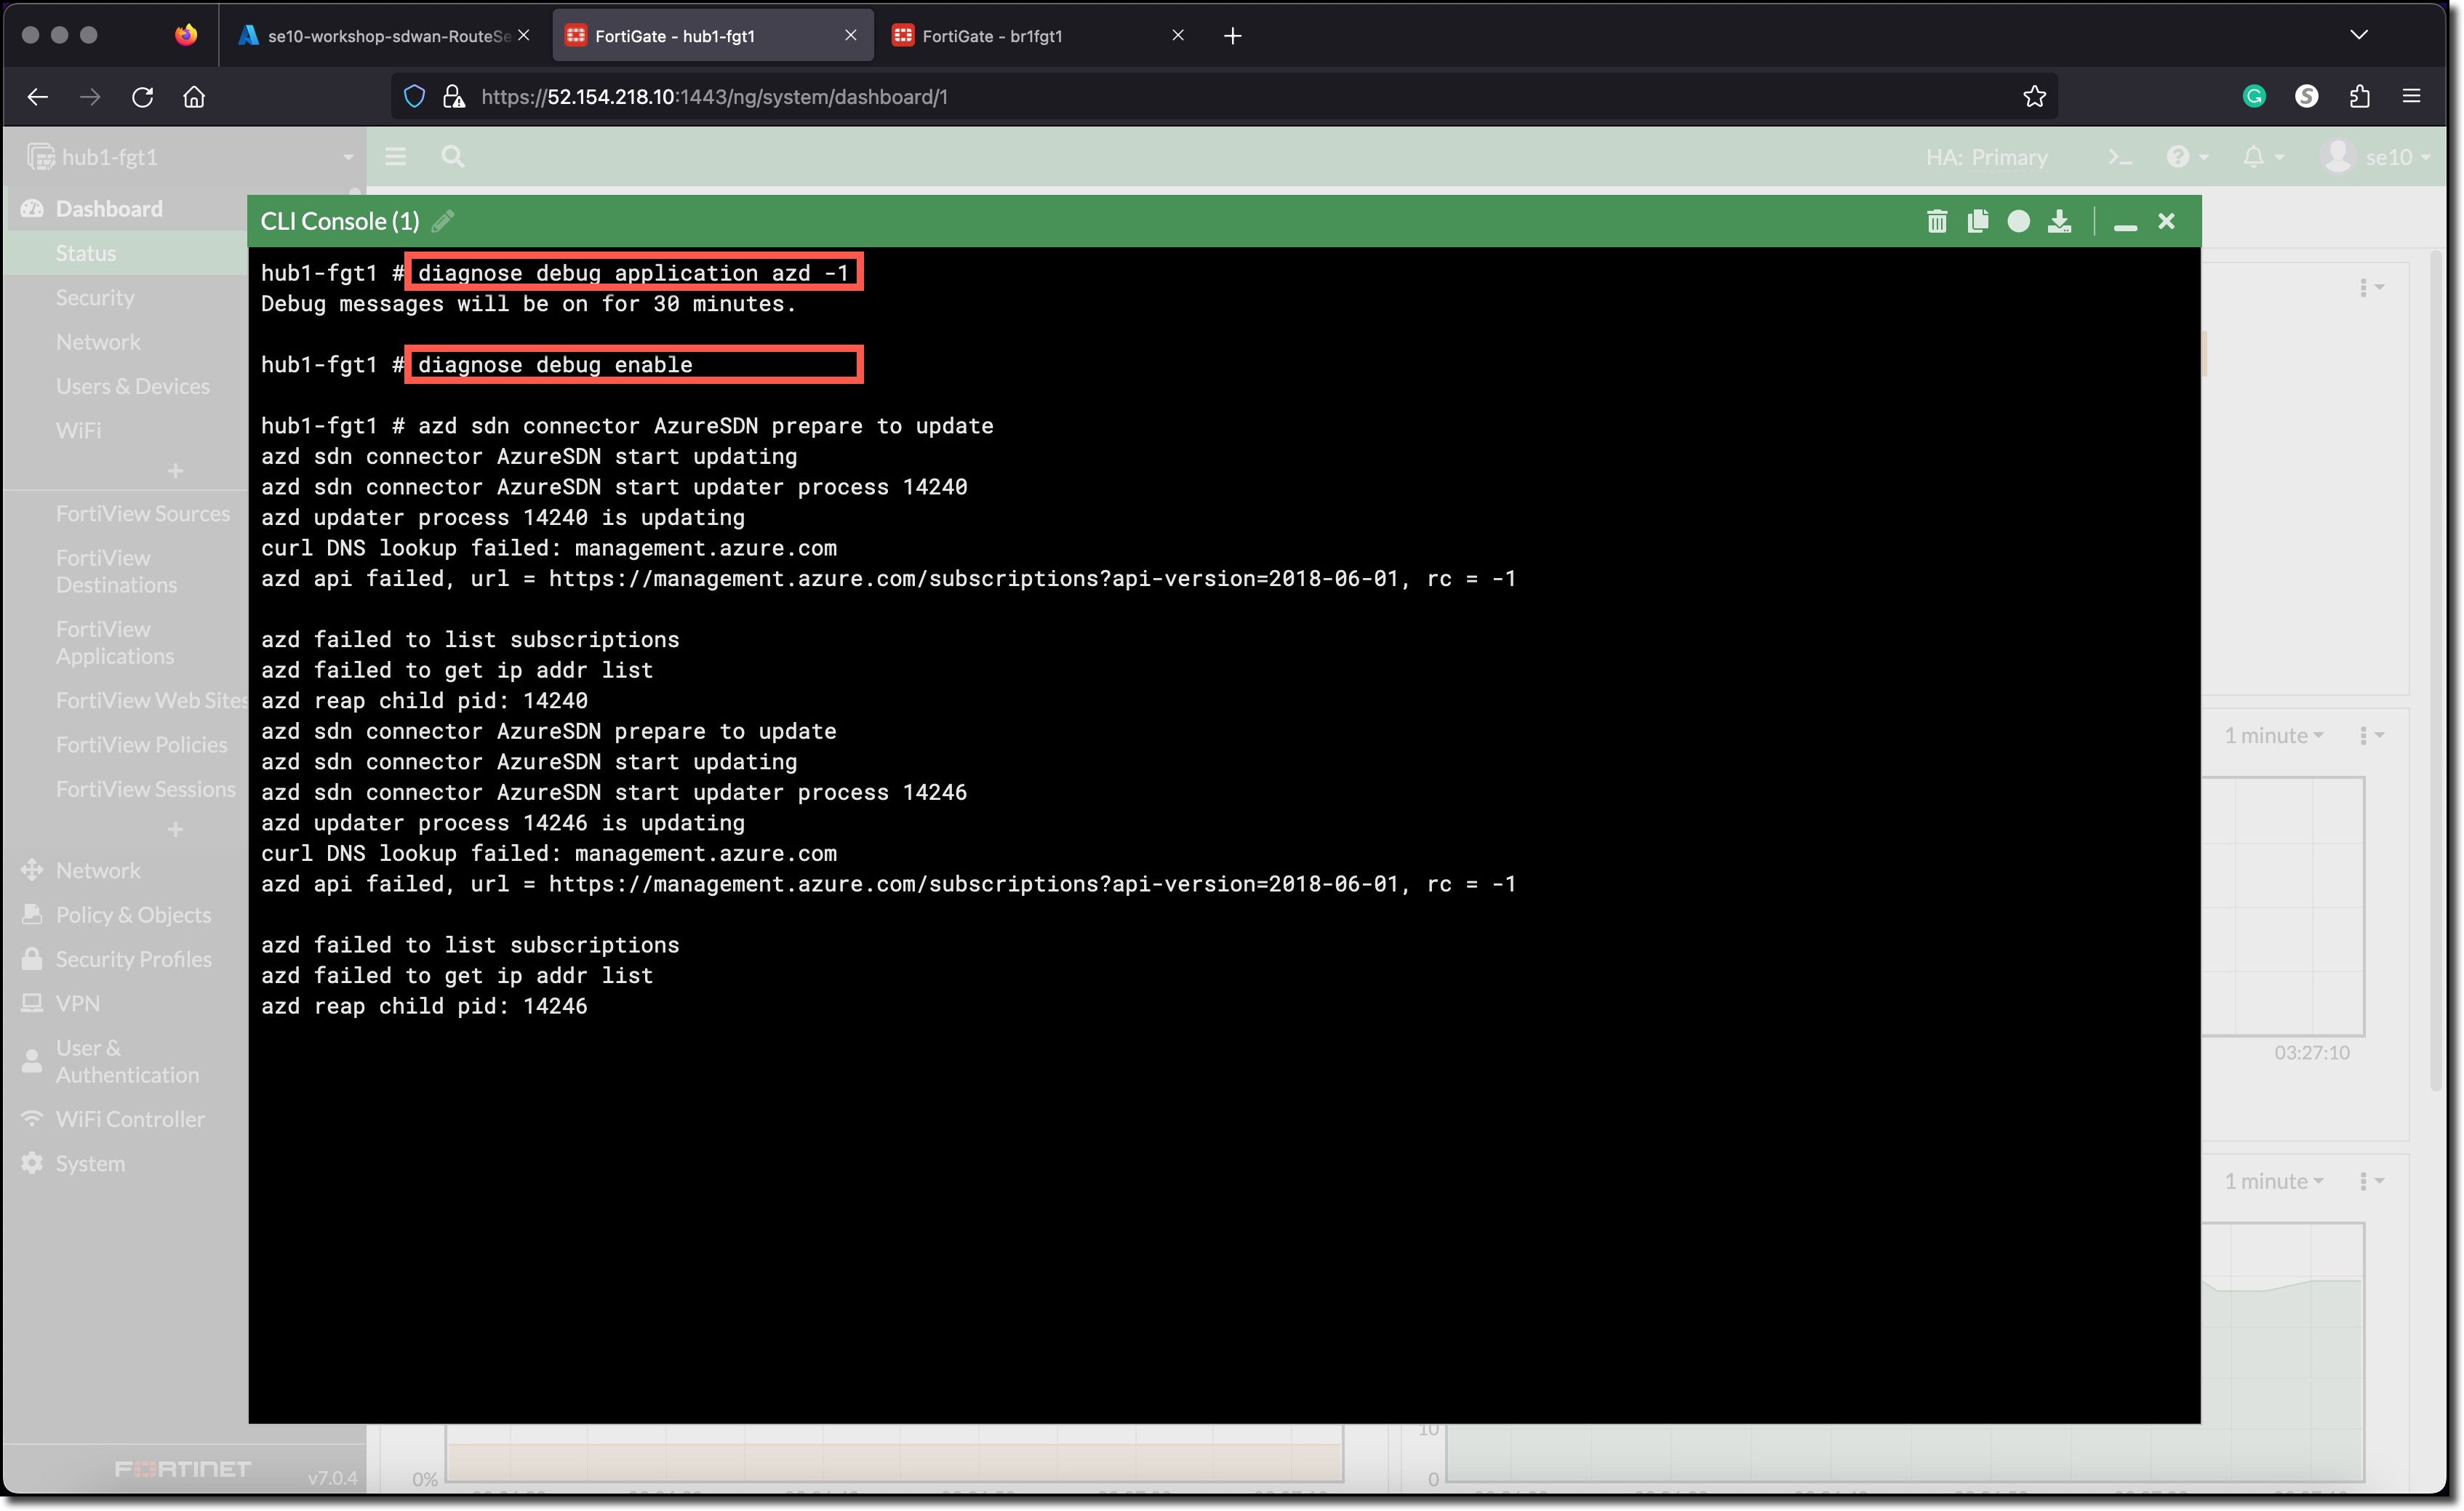 se10-workshop-sdwan-RouteSe
FortiGate - hub1-fgt1
FortiGate - br1fgt1
https://52.154.218.10:1443/ng/system/dashboard/1
hub1-fgt1
HA: Primary
se10
Dashboard
Status
Security
Network
Users & Devices
WiFi
FortiView Sources
FortiView
Destinations
FortiView
Applications
FortiView Web Sites
FortiView Policies
FortiView Sessions
Network
Policy & Objects
Security Profiles
VPN
User &
Authentication
WiFi Controller
System
FORTINET
v7.0.4
CLI Console (1)
hub1-fgt1 # diagnose debug application azd -1
Debug messages will be on for 30 minutes.
hub1-fgt1 # diagnose debug enable
hub1-fgt1 # azd sdn connector AzureSDN prepare to update
azd sdn connector AzureSDN start updating
azd sdn connector AzureSDN start updater process 14240
azd updater process 14240 is updating
curl DNS lookup failed: management.azure.com
azd api failed, url = https://management.azure.com/subscriptions?api-version=2018-06-01, rc = -1
azd failed to list subscriptions
azd failed to get ip addr list
azd reap child pid: 14240
azd sdn connector AzureSDN prepare to update
azd sdn connector AzureSDN start updating
azd sdn connector AzureSDN start updater process 14246
azd updater process 14246 is updating
curl DNS lookup failed: management.azure.com
azd api failed, url = https://management.azure.com/subscriptions?api-version=2018-06-01, rc = -1
azd failed to list subscriptions
azd failed to get ip addr list
azd reap child pid: 14246
1 minute
03:27:10
1 minute
10
0%
0